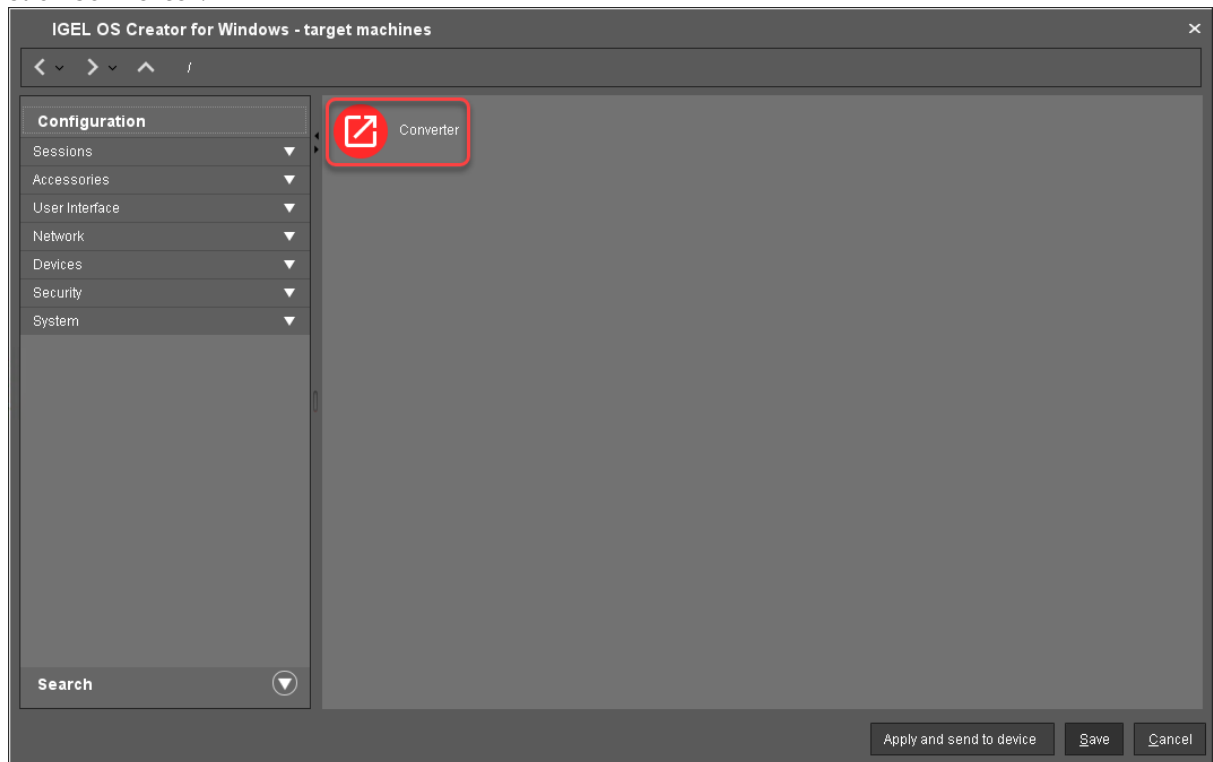 IGEL OS Creator for Windows - target machines
/
Configuration
Converter
Sessions
Accessories
User Interface
Network
Devices
Security
System
Search
Apply and send to device
Save
Cancel